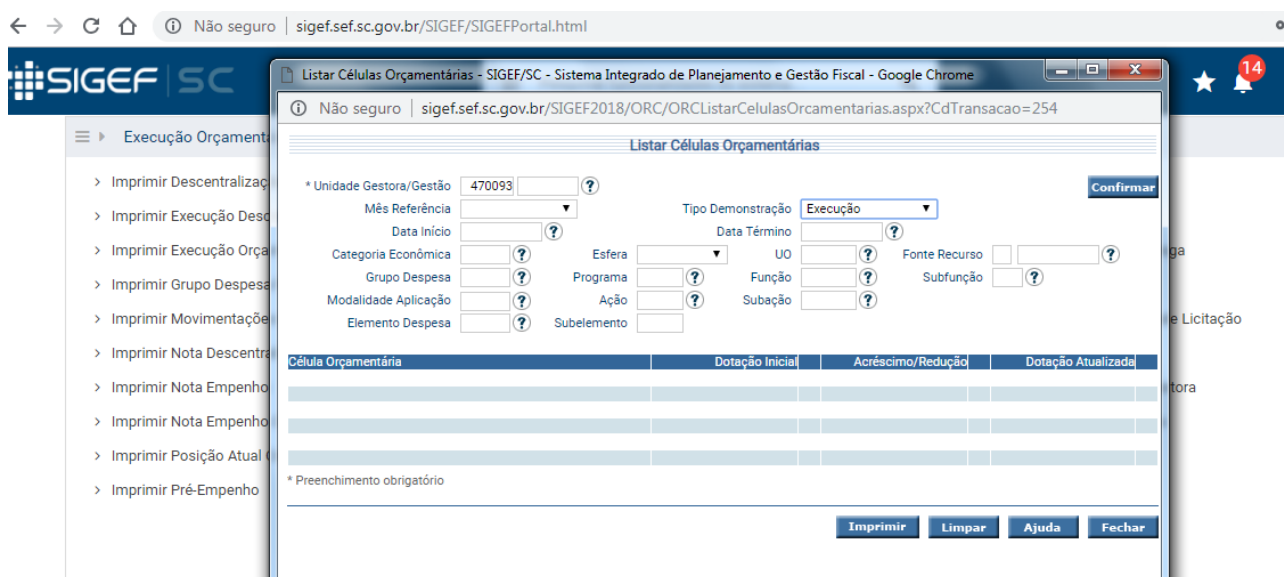 Não seguro | sigef.sef.sc.gov.br/SIGEF/SIGEFPortal.html
SIGEF SC
14
Listar Células Orçamentárias - SIGEF/SC - Sistema Integrado de Planejamento e Gestão Fiscal - Google Chrome
Não seguro | sigef.sef.sc.gov.br/SIGEF2018/ORC/ORCListarCelulasOrcamentarias.aspx?CdTransacao=254
Execução Orçament
Listar Células Orçamentárias
Imprimir Descentralizaç
* Unidade Gestora/Gestão 470093 ? Confirmar
Mês Referência Tipo Demonstração Execução
Imprimir Execução Desc
Data Início ? Data Término ?
Imprimir Execução Orça
Categoria Econômica ? Esfera UO ? Fonte Recurso ? ga
Grupo Despesa ? Programa ? Função ? Subfunção ?
Imprimir Grupo Despesa
Modalidade Aplicação ? Ação ? Subação ?
Imprimir Movimentaçõe
Elemento Despesa ? Subelemento
e Licitação
Imprimir Nota Descentra
Célula Orçamentária Dotação Inicial Acréscimo/Redução Dotação Atualizada
Imprimir Nota Empenho
tora
Imprimir Nota Empenho
Imprimir Posição Atual
* Preenchimento obrigatório
Imprimir Pré-Empenho
Imprimir Limpar Ajuda Fechar